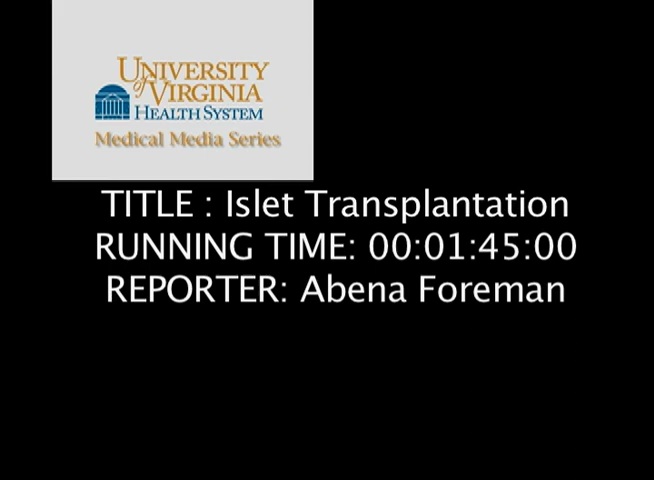 UNIVERSITY
of VIRGINIA
HEALTH SYSTEM
Medical Media Series
TITLE : Islet Transplantation
RUNNING TIME: 00:01:45:00
REPORTER: Abena Foreman